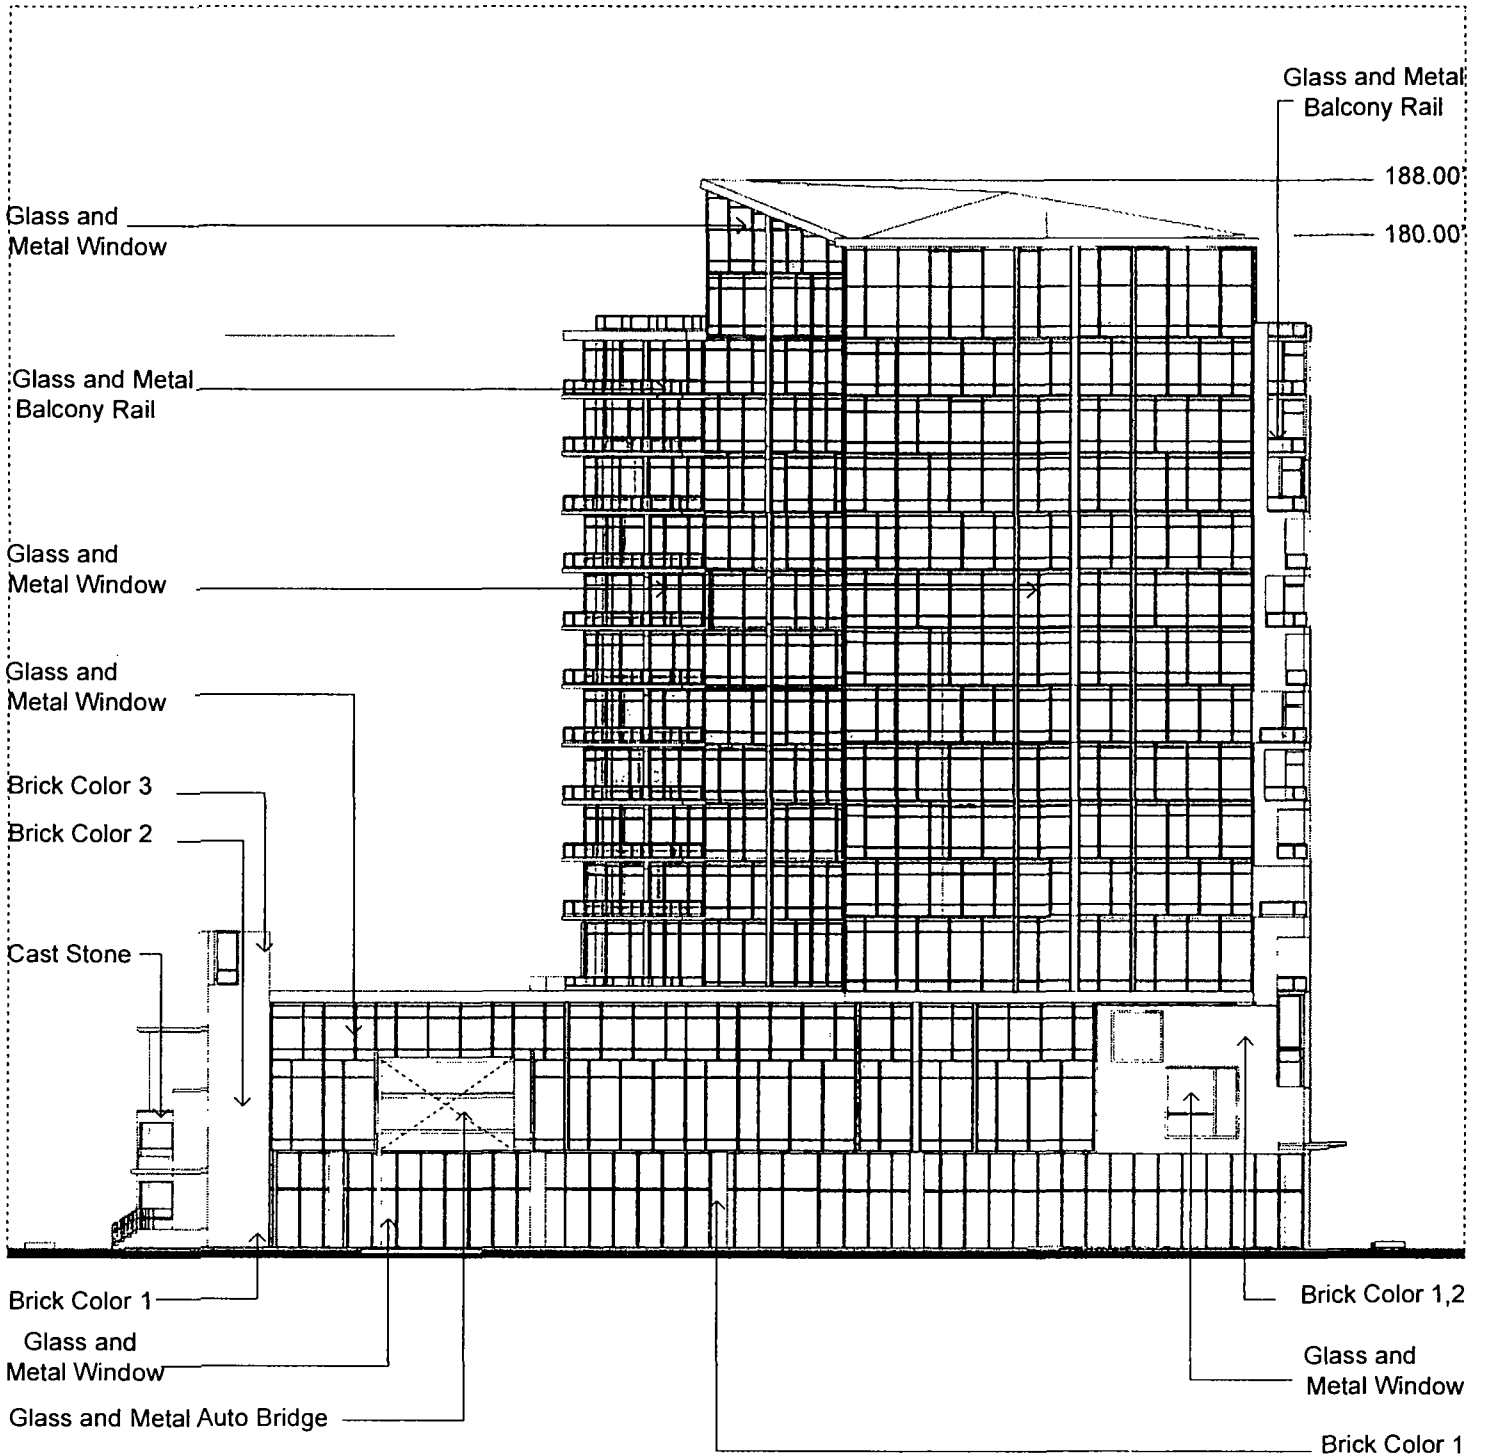 Glass and Metal
Balcony Rail
188.00'
180.00'
Glass and
Metal Window
Glass and Metal
Balcony Rail
Glass and
Metal Window
Glass and
Metal Window
Brick Color 3
Brick Color 2
Cast Stone
Brick Color 1
Glass and
Metal Window
Glass and Metal Auto Bridge
Brick Color 1,2
Glass and
Metal Window
Brick Color 1